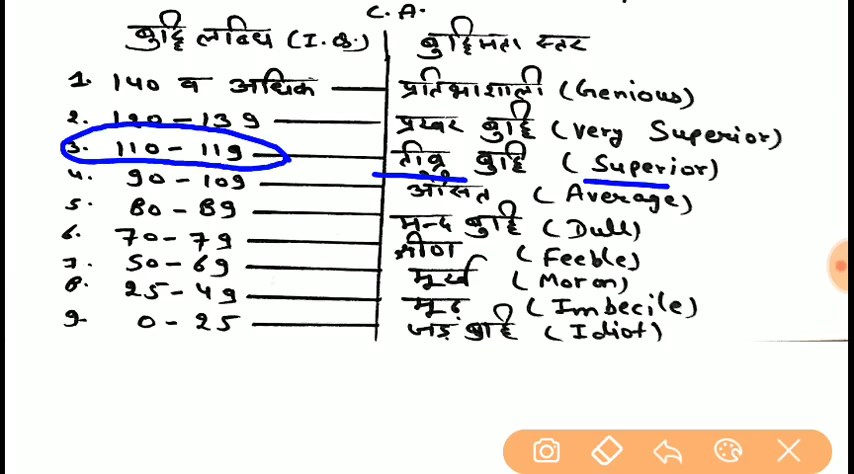 C. A.
बुद्धि लब्धि (I. Q.) बुद्धिमता स्तर
1. 140 व अधिक प्रतिभाशाली (Genious)
2. 120 - 139 प्रखर बुद्धि (Very Superior)
3. 110 - 119 तीव्र बुद्धि (Superior)
4. 90 - 109 औसत (Average)
5. 80 - 89 मन्द बुद्धि (Dull)
6. 70 - 79 क्षीण (Feeble)
7. 50 - 69 मूर्ख (Moron)
8. 25 - 49 मूढ़ (Imbecile)
9. 0 - 25 जड़ बुद्धि (Idiot)